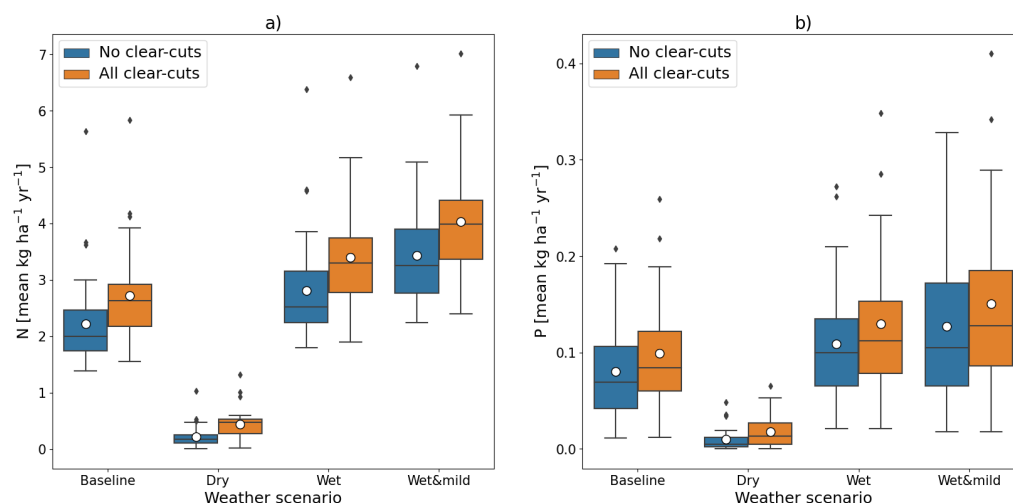 a)
No clear-cuts
All clear-cuts
N [mean kg ha⁻¹ yr⁻¹]
7
6
5
4
3
2
1
0
Baseline Dry Wet Wet&mild
Weather scenario
b)
No clear-cuts
All clear-cuts
P [mean kg ha⁻¹ yr⁻¹]
0.4
0.3
0.2
0.1
0.0
Baseline Dry Wet Wet&mild
Weather scenario